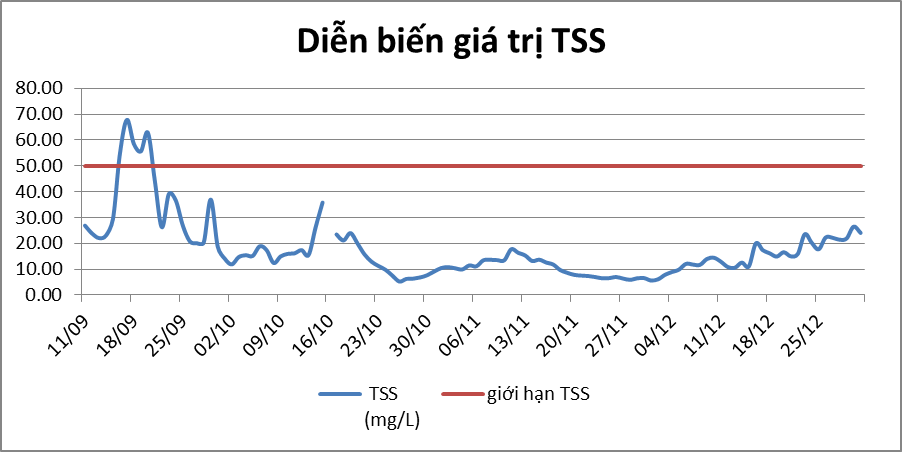 Diễn biến giá trị TSS
80.00
70.00
60.00
50.00
40.00
30.00
20.00
10.00
0.00
11/09 18/09 25/09 02/10 09/10 16/10 23/10 30/10 06/11 13/11 20/11 27/11 04/12 11/12 18/12 25/12
TSS giới hạn TSS
(mg/L)